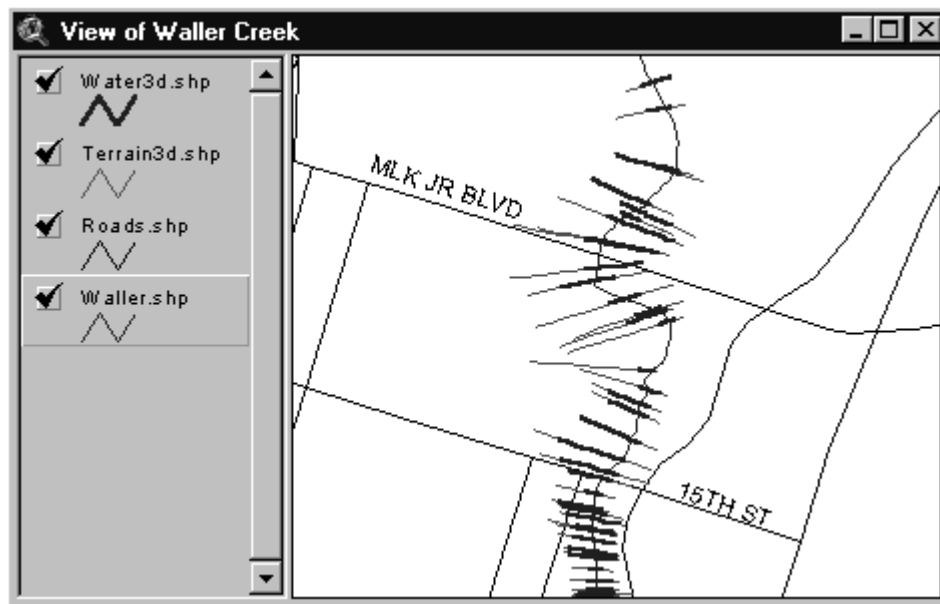 View of Waller Creek
Water3d.shp
Terrain3d.shp
Roads.shp
Waller.shp
MLK JR BLVD
15TH ST